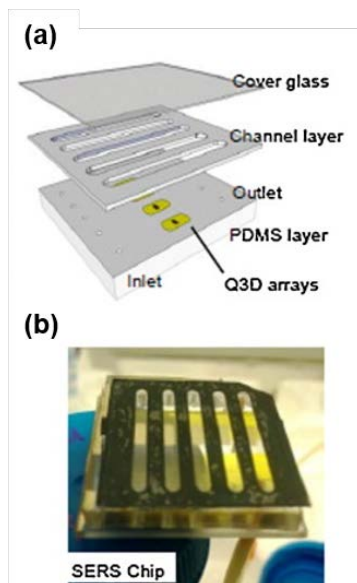 (a)
Cover glass
Channel layer
Outlet
PDMS layer
Inlet
Q3D arrays
(b)
SERS Chip